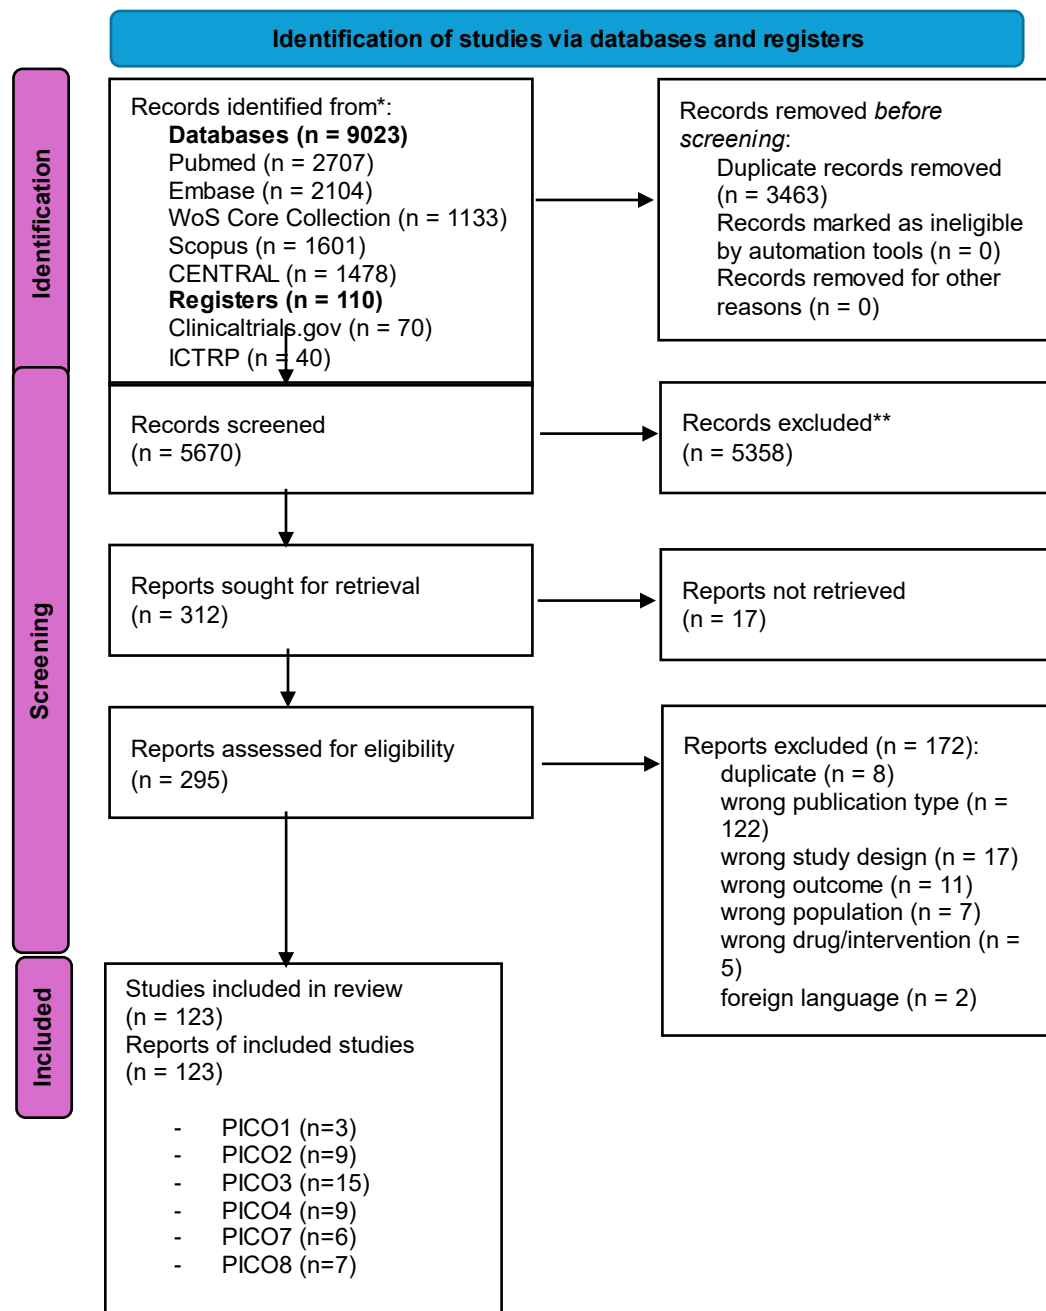 Identification of studies via databases and registers
Identification
Records identified from*:
Databases (n = 9023)
Pubmed (n = 2707)
Embase (n = 2104)
WoS Core Collection (n = 1133)
Scopus (n = 1601)
CENTRAL (n = 1478)
Registers (n = 110)
Clinicaltrials.gov (n = 70)
ICTRP (n = 40)
Records removed before
screening:
Duplicate records removed
(n = 3463)
Records marked as ineligible
by automation tools (n = 0)
Records removed for other
reasons (n = 0)
Screening
Records screened
(n = 5670)
Records excluded**
(n = 5358)
Reports sought for retrieval
(n = 312)
Reports not retrieved
(n = 17)
Reports assessed for eligibility
(n = 295)
Reports excluded (n = 172):
duplicate (n = 8)
wrong publication type (n =
122)
wrong study design (n = 17)
wrong outcome (n = 11)
wrong population (n = 7)
wrong drug/intervention (n =
5)
foreign language (n = 2)
Included
Studies included in review
(n = 123)
Reports of included studies
(n = 123)
- PICO1 (n=3)
- PICO2 (n=9)
- PICO3 (n=15)
- PICO4 (n=9)
- PICO7 (n=6)
- PICO8 (n=7)